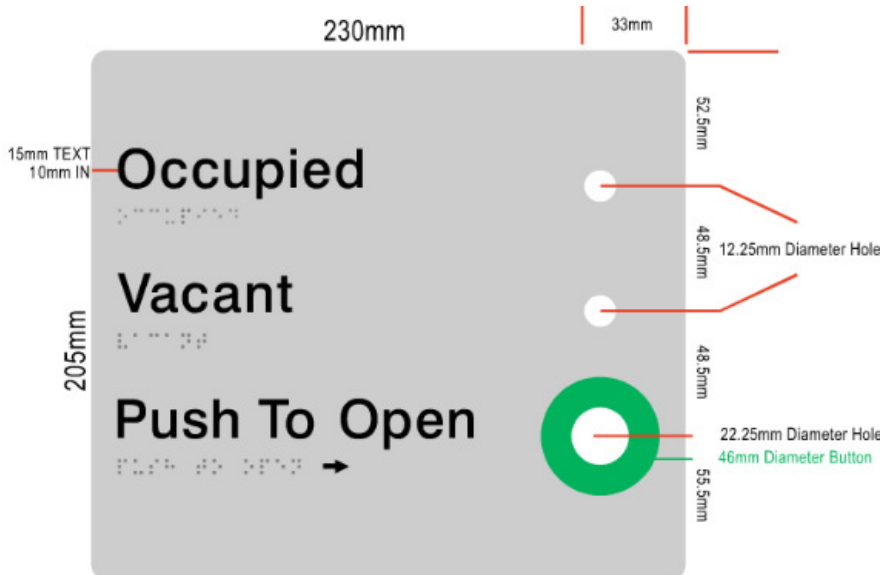 230mm
33mm
52.5mm
15mm TEXT
10mm IN
Occupied
⠕⠉⠉⠥⠏⠊⠑⠙
48.5mm
12.25mm Diameter Hole
Vacant
⠧⠁⠉⠁⠝⠞
205mm
48.5mm
Push To Open
⠏⠥⠎⠓ ⠞⠕ ⠕⠏⠑⠝
22.25mm Diameter Hole
46mm Diameter Button
55.5mm